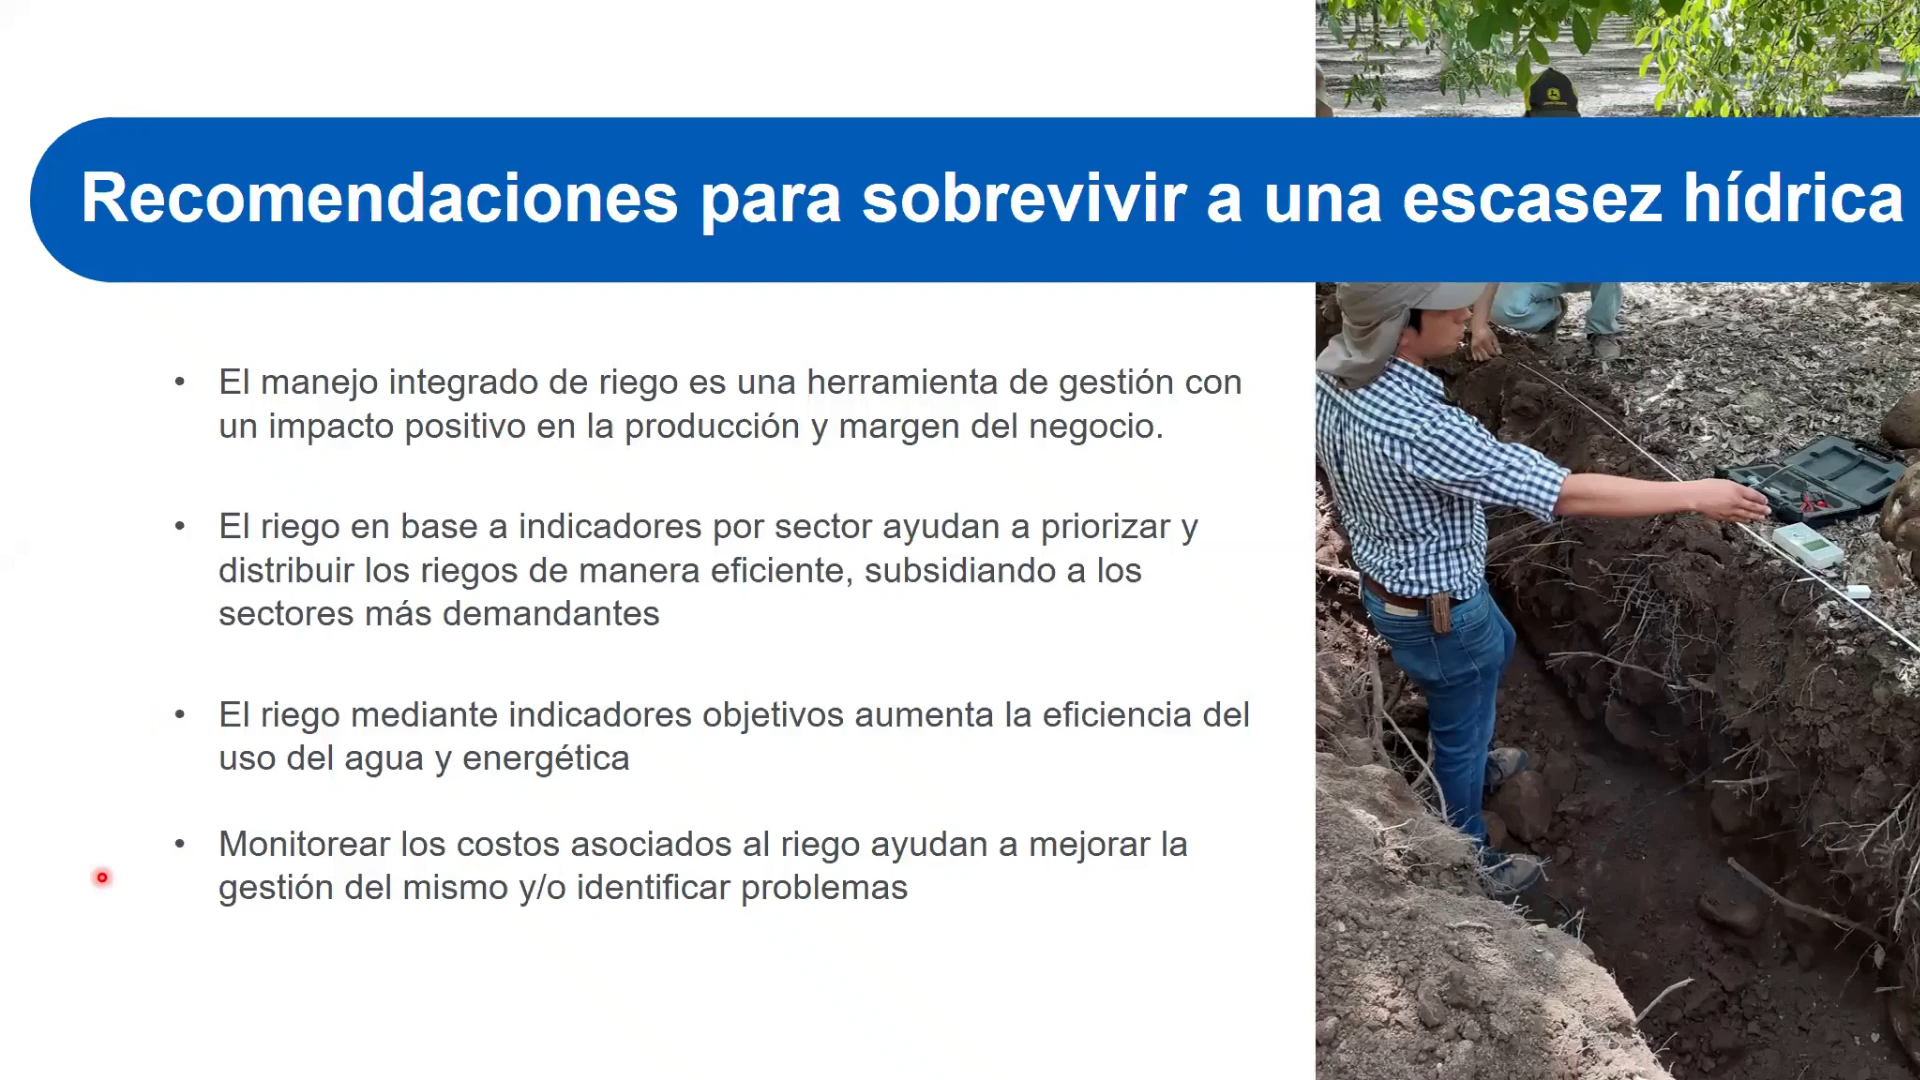 Recomendaciones para sobrevivir a una escasez hídrica
• El manejo integrado de riego es una herramienta de gestión con
un impacto positivo en la producción y margen del negocio.
• El riego en base a indicadores por sector ayudan a priorizar y
distribuir los riegos de manera eficiente, subsidiando a los
sectores más demandantes
• El riego mediante indicadores objetivos aumenta la eficiencia del
uso del agua y energética
• Monitorear los costos asociados al riego ayudan a mejorar la
gestión del mismo y/o identificar problemas